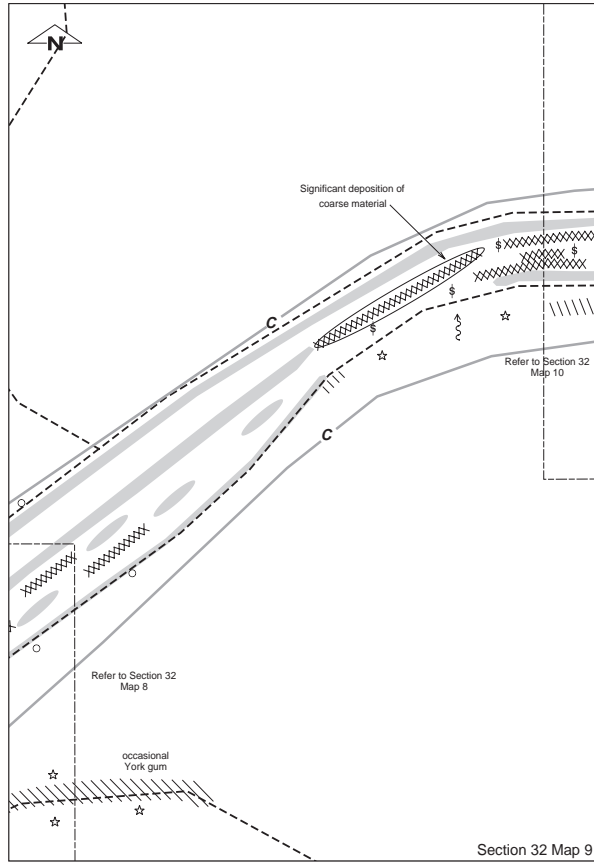 N
Significant deposition of
coarse material
$
$
$
$
C
Refer to Section 32
Map 10
C
Refer to Section 32
Map 8
occasional
York gum
Section 32 Map 9